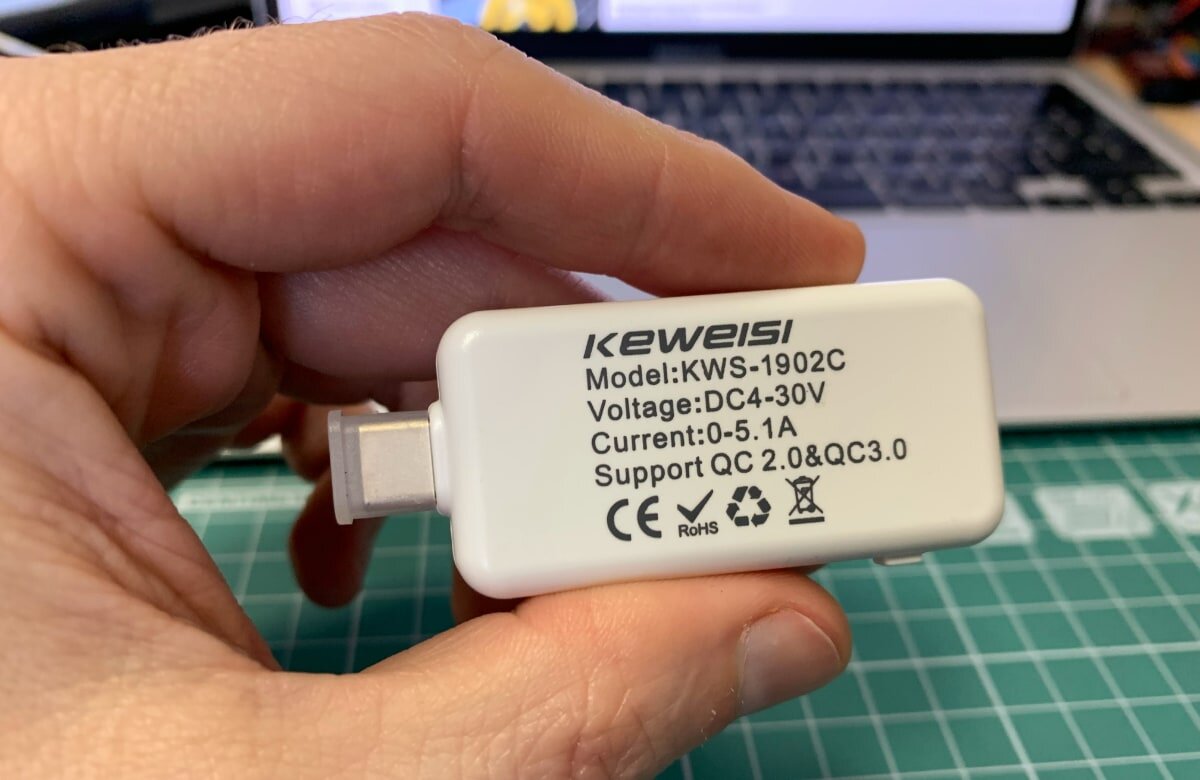 KEWEISI
Model:KWS-1902C
Voltage:DC4-30V
Current:0-5.1A
Support QC 2.0&QC3.0
CE RoHS